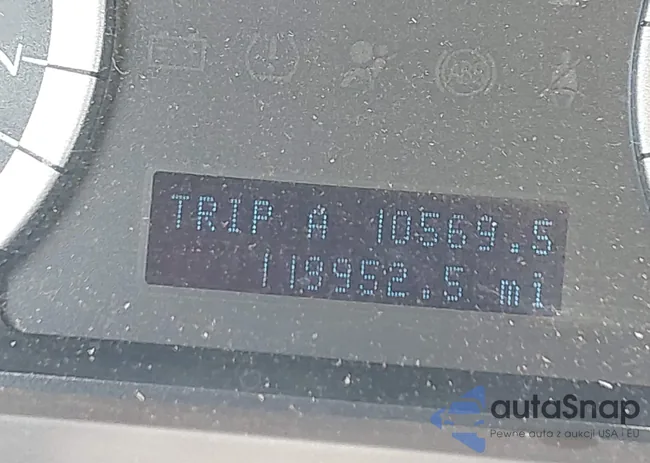 TRIP A 10569.5
118952.5 mi
autaSnap
Pewne auta z aukcji USA i EU